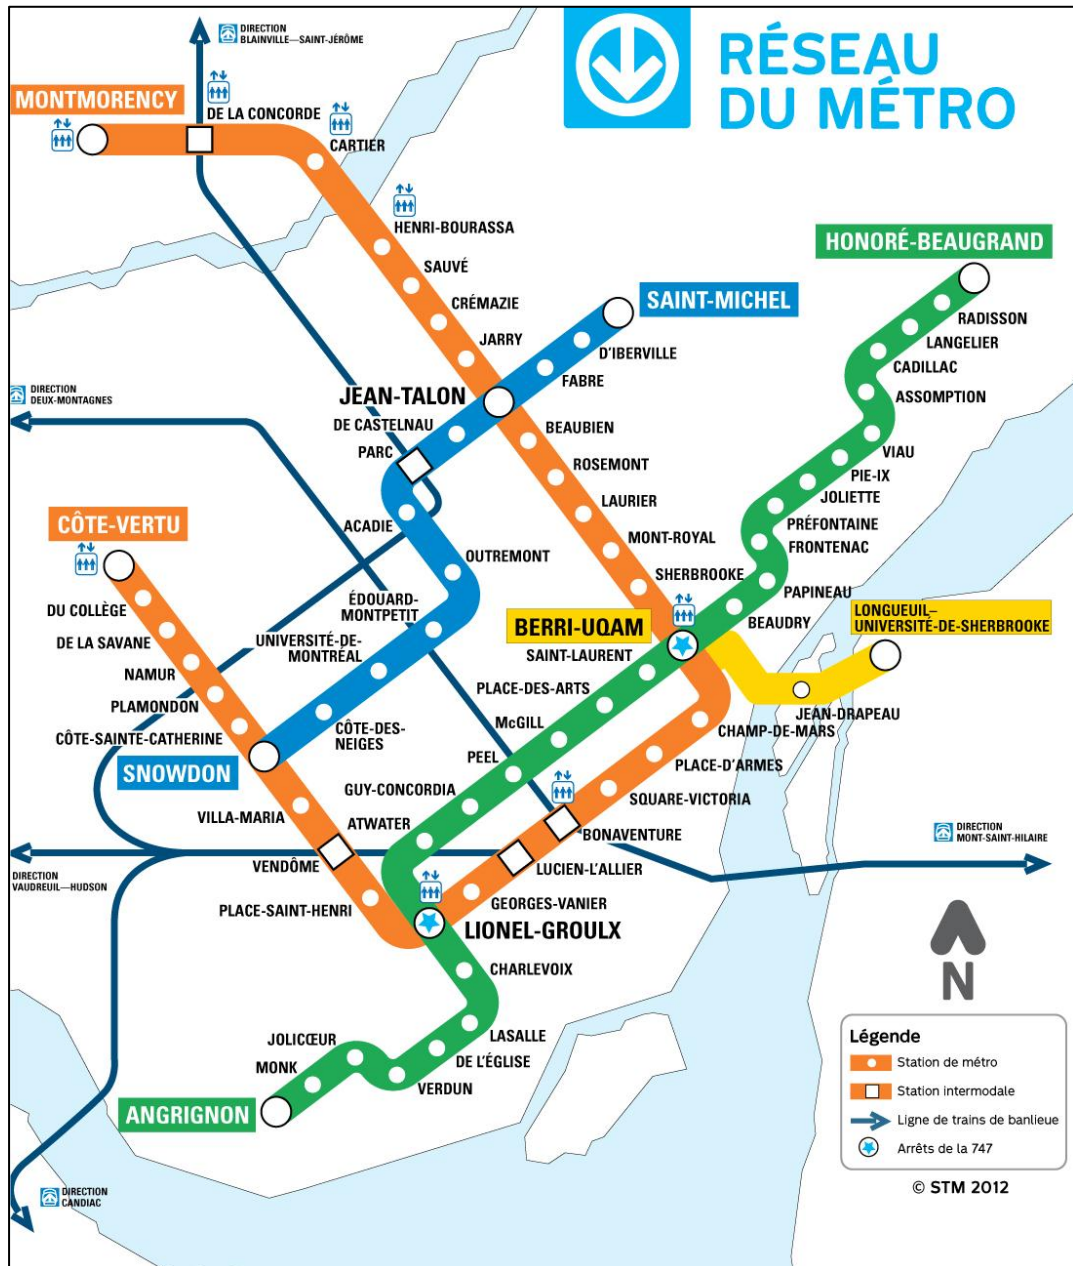 DIRECTION
BLAINVILLE—SAINT-JÉRÔME
RÉSEAU
DU MÉTRO
MONTMORENCY
DE LA CONCORDE
CARTIER
HENRI-BOURASSA
HONORÉ-BEAUGRAND
SAUVÉ
SAINT-MICHEL
CRÉMAZIE
RADISSON
JARRY
LANGELIER
D'IBERVILLE
CADILLAC
FABRE
DIRECTION
DEUX-MONTAGNES
JEAN-TALON
ASSOMPTION
DE CASTELNAU
BEAUBIEN
PARC
VIAU
ROSEMONT
PIE-IX
JOLIETTE
LAURIER
CÔTE-VERTU
ACADIE
PRÉFONTAINE
MONT-ROYAL
FRONTENAC
OUTREMONT
SHERBROOKE
PAPINEAU
DU COLLÈGE
ÉDOUARD-
MONTPETIT
BEAUDRY
LONGUEUIL–
UNIVERSITÉ-DE-SHERBROOKE
DE LA SAVANE
UNIVERSITÉ-DE-
MONTRÉAL
BERRI-UQAM
SAINT-LAURENT
NAMUR
PLACE-DES-ARTS
PLAMONDON
JEAN-DRAPEAU
McGILL
CHAMP-DE-MARS
CÔTE-SAINTE-CATHERINE
CÔTE-DES-
NEIGES
PEEL
PLACE-D'ARMES
SNOWDON
GUY-CONCORDIA
SQUARE-VICTORIA
VILLA-MARIA
ATWATER
BONAVENTURE
DIRECTION
MONT-SAINT-HILAIRE
VENDÔME
LUCIEN-L'ALLIER
DIRECTION
VAUDREUIL—HUDSON
PLACE-SAINT-HENRI
GEORGES-VANIER
LIONEL-GROULX
CHARLEVOIX
N
LASALLE
JOLICŒUR
DE L'ÉGLISE
MONK
VERDUN
ANGRIGNON
Légende
Station de métro
Station intermodale
Ligne de trains de banlieue
Arrêts de la 747
© STM 2012
DIRECTION
CANDIAC